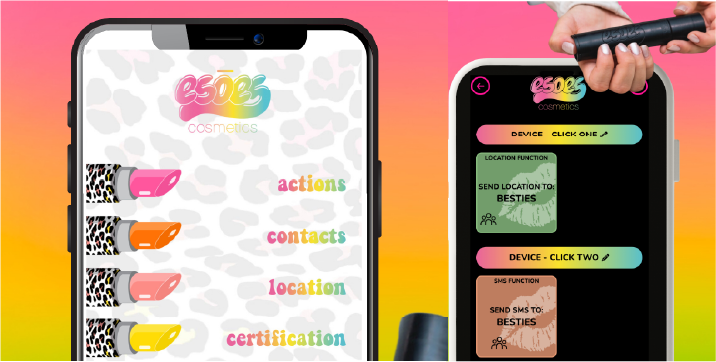 esōes
cosmetics
actions
contacts
location
certification
esōes
cosmetics
DEVICE - CLICK ONE
LOCATION FUNCTION
SEND LOCATION TO:
BESTIES
DEVICE - CLICK TWO
SMS FUNCTION
SEND SMS TO:
BESTIES